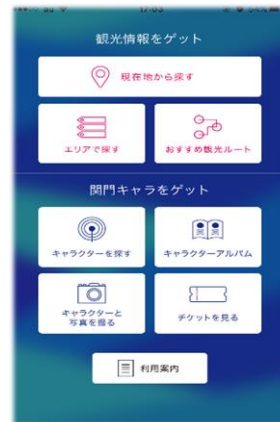 17:03
観光情報をゲット
現在地から探す
エリアで探す
おすすめ観光ルート
関門キャラをゲット
キャラクターを探す
キャラクターアルバム
キャラクターと
写真を撮る
チケットを見る
利用案内